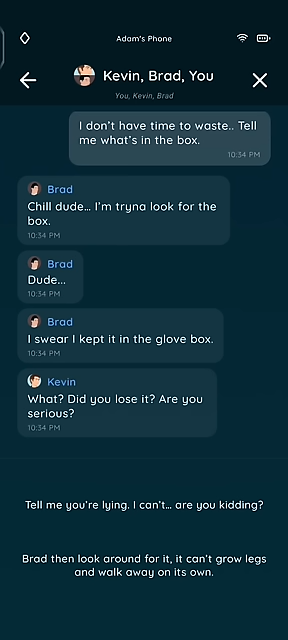 Adam's Phone
Kevin, Brad, You
You, Kevin, Brad
I don't have time to waste.. Tell
me what's in the box.
10:34 PM
Brad
Chill dude... I'm tryna look for the
box.
10:34 PM
Brad
Dude...
10:34 PM
Brad
I swear I kept it in the glove box.
10:34 PM
Kevin
What? Did you lose it? Are you
serious?
10:34 PM
Tell me you're lying. I can't... are you kidding?
Brad then look around for it, it can't grow legs
and walk away on its own.